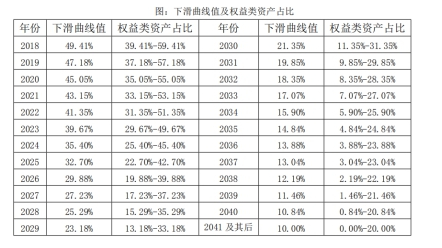 图：下滑曲线值及权益类资产占比
年份 下滑曲线值 权益类资产占比 年份 下滑曲线值 权益类资产占比
2018 49.41% 39.41%-59.41% 2030 21.35% 11.35%-31.35%
2019 47.18% 37.18%-57.18% 2031 19.85% 9.85%-29.85%
2020 45.05% 35.05%-55.05% 2032 18.35% 8.35%-28.35%
2021 43.15% 33.15%-53.15% 2033 17.07% 7.07%-27.07%
2022 41.35% 31.35%-51.35% 2034 15.90% 5.90%-25.90%
2023 39.67% 29.67%-49.67% 2035 14.84% 4.84%-24.84%
2024 35.40% 25.40%-45.40% 2036 13.88% 3.88%-23.88%
2025 32.70% 22.70%-42.70% 2037 13.04% 3.04%-23.04%
2026 29.88% 19.88%-39.88% 2038 12.19% 2.19%-22.19%
2027 27.23% 17.23%-37.23% 2039 11.46% 1.46%-21.46%
2028 25.29% 15.29%-35.29% 2040 10.84% 0.84%-20.84%
2029 23.18% 13.18%-33.18% 2041 及其后 10.00% 0.00%-20.00%